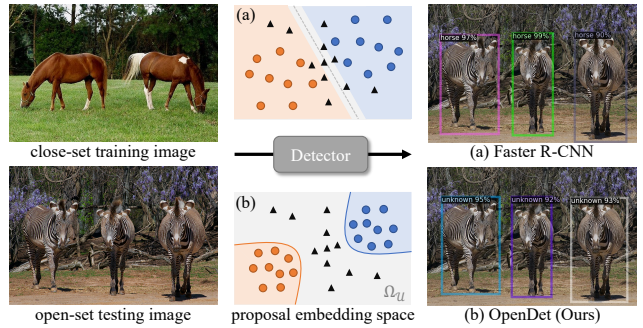 (a)
horse 97%
horse 99%
horse 90%
close-set training image
Detector
(a) Faster R-CNN
(b)
unknown 95%
unknown 92%
unknown 93%
Ω𝒰
open-set testing image
proposal embedding space
(b) OpenDet (Ours)